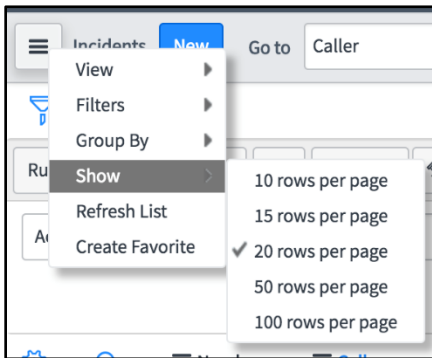 Incidents New Go to Caller
View
Filters
Group By
Ru
Show
10 rows per page
Refresh List
15 rows per page
Create Favorite
20 rows per page
50 rows per page
100 rows per page